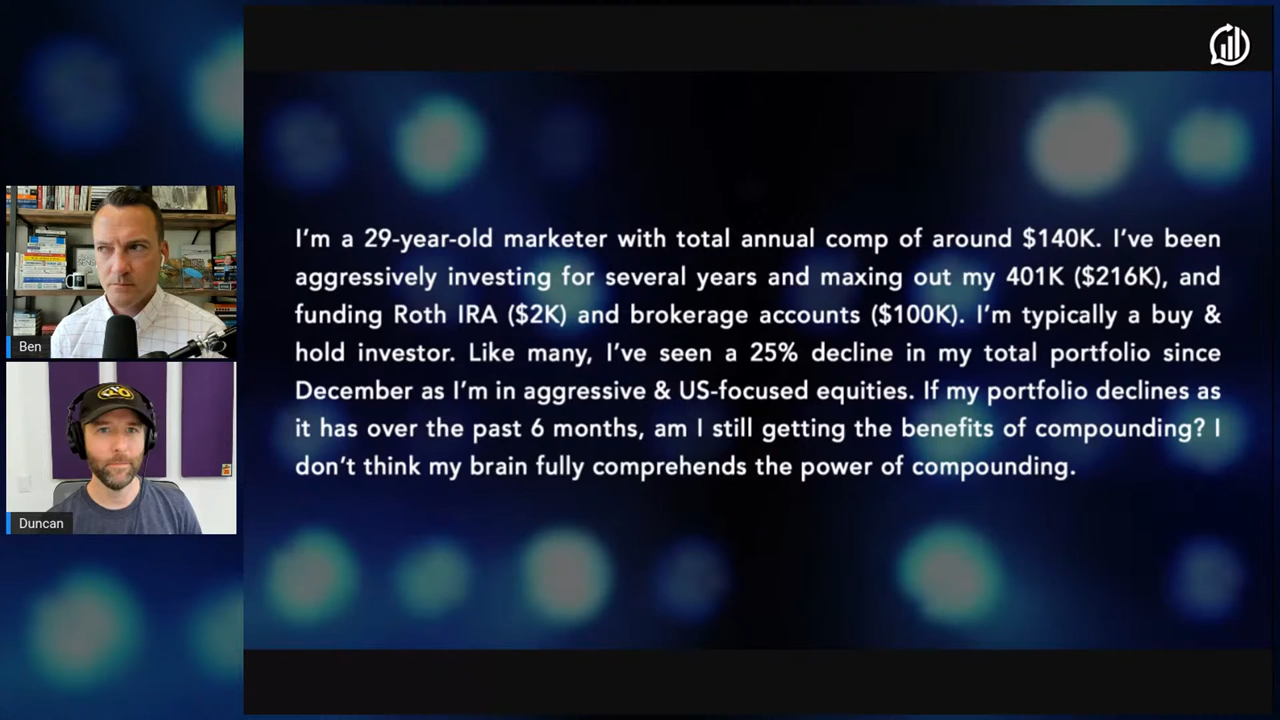 I'm a 29-year-old marketer with total annual comp of around $140K. I've been
aggressively investing for several years and maxing out my 401K ($216K), and
funding Roth IRA ($2K) and brokerage accounts ($100K). I'm typically a buy &
hold investor. Like many, I've seen a 25% decline in my total portfolio since
December as I'm in aggressive & US-focused equities. If my portfolio declines as
it has over the past 6 months, am I still getting the benefits of compounding? I
don't think my brain fully comprehends the power of compounding.
Ben
Duncan